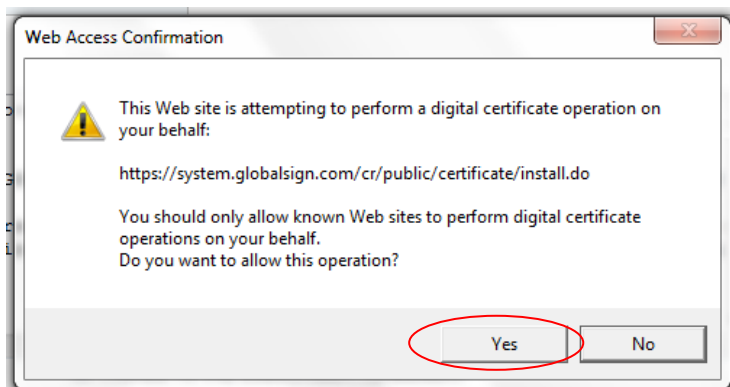 Web Access Confirmation
This Web site is attempting to perform a digital certificate operation on
your behalf:
https://system.globalsign.com/cr/public/certificate/install.do
You should only allow known Web sites to perform digital certificate
operations on your behalf.
Do you want to allow this operation?
Yes No